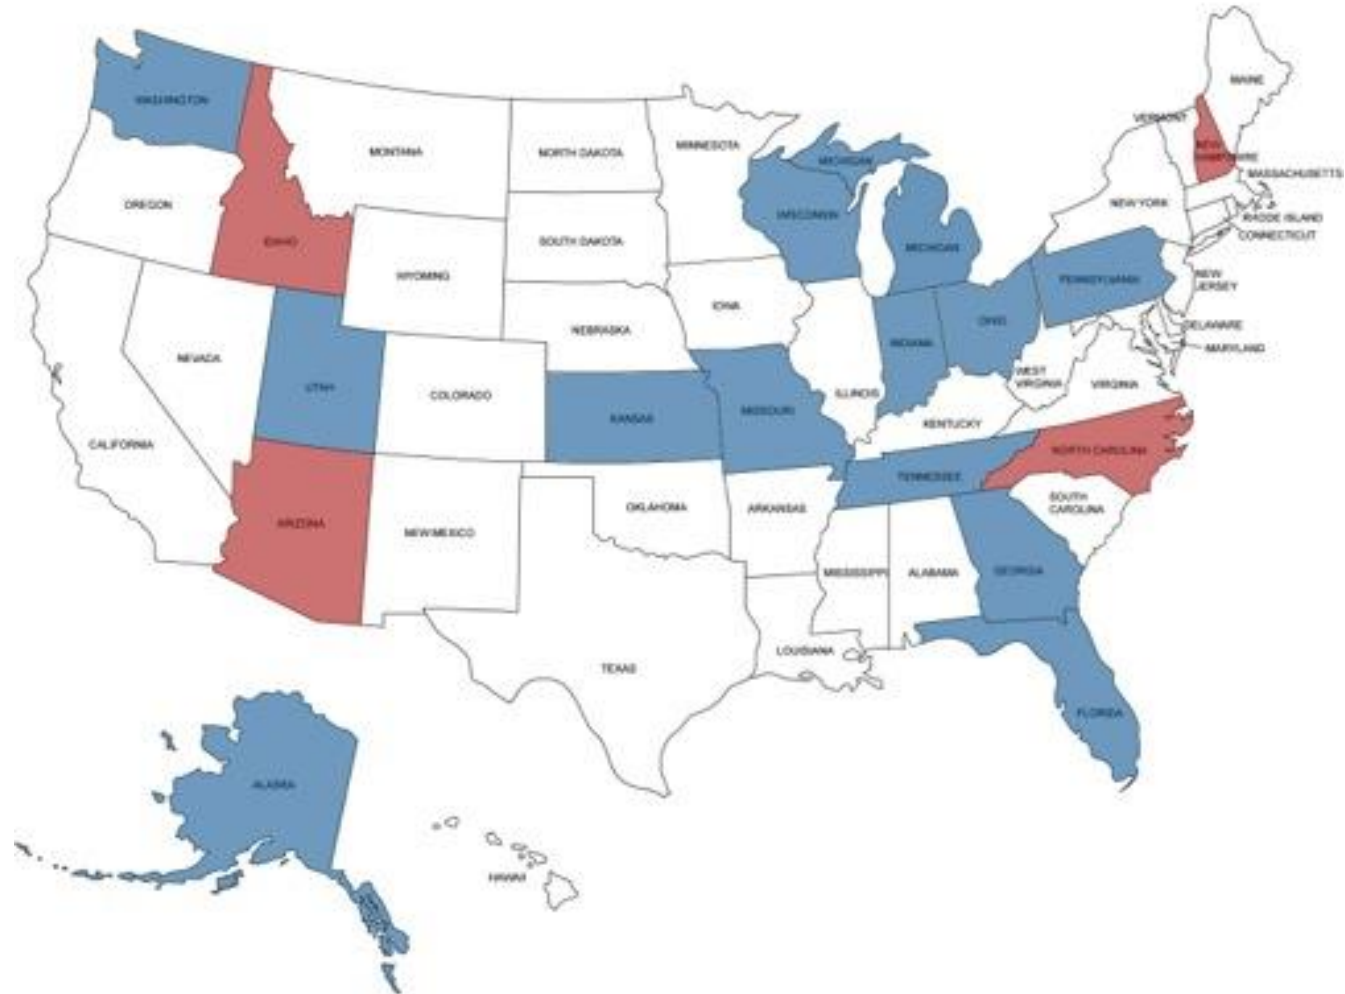 MAINE
WASHINGTON
VERMONT
MONTANA
NORTH DAKOTA
MINNESOTA
NEW
HAMPSHIRE
MICHIGAN
MASSACHUSETTS
OREGON
WISCONSIN
NEW YORK
RHODE ISLAND
IDAHO
SOUTH DAKOTA
MICHIGAN
CONNECTICUT
WYOMING
PENNSYLVANIA
NEW
JERSEY
IOWA
NEBRASKA
OHIO
DELAWARE
INDIANA
MARYLAND
NEVADA
WEST
VIRGINIA
VIRGINIA
UTAH
COLORADO
ILLINOIS
KANSAS
MISSOURI
KENTUCKY
CALIFORNIA
NORTH CAROLINA
TENNESSEE
SOUTH
CAROLINA
OKLAHOMA
ARKANSAS
ARIZONA
NEW MEXICO
MISSISSIPPI
ALABAMA
GEORGIA
LOUISIANA
TEXAS
FLORIDA
ALASKA
HAWAII